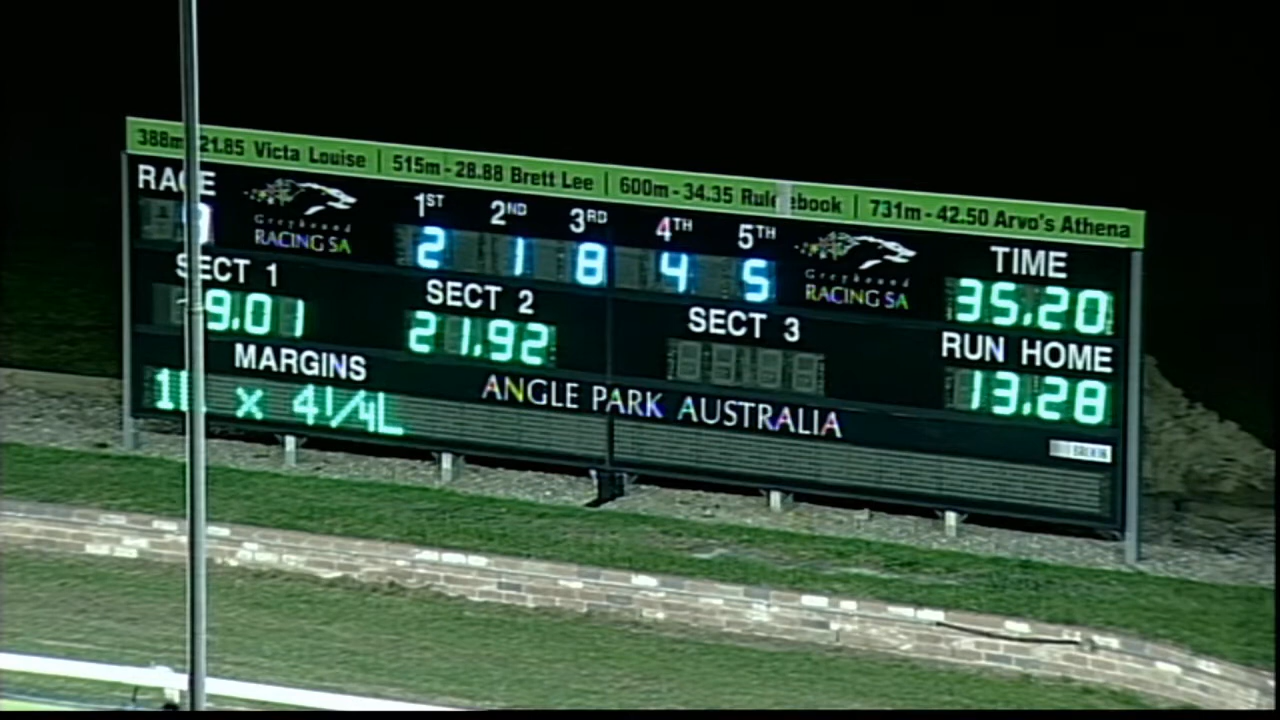 388m 21.85 Victa Louise | 515m - 28.88 Brett Lee | 600m - 34.35 | 731m - 42.50 Arvo's Athena
RACE
Greyhound
RACING SA
1ST 2ND 3RD 4TH 5TH
2 1 8 4 5
Greyhound
RACING SA
TIME
35.20
SECT 1
9.01
SECT 2
21.92
SECT 3
RUN HOME
13.28
MARGINS
x 4 1/4L
ANGLE PARK AUSTRALIA